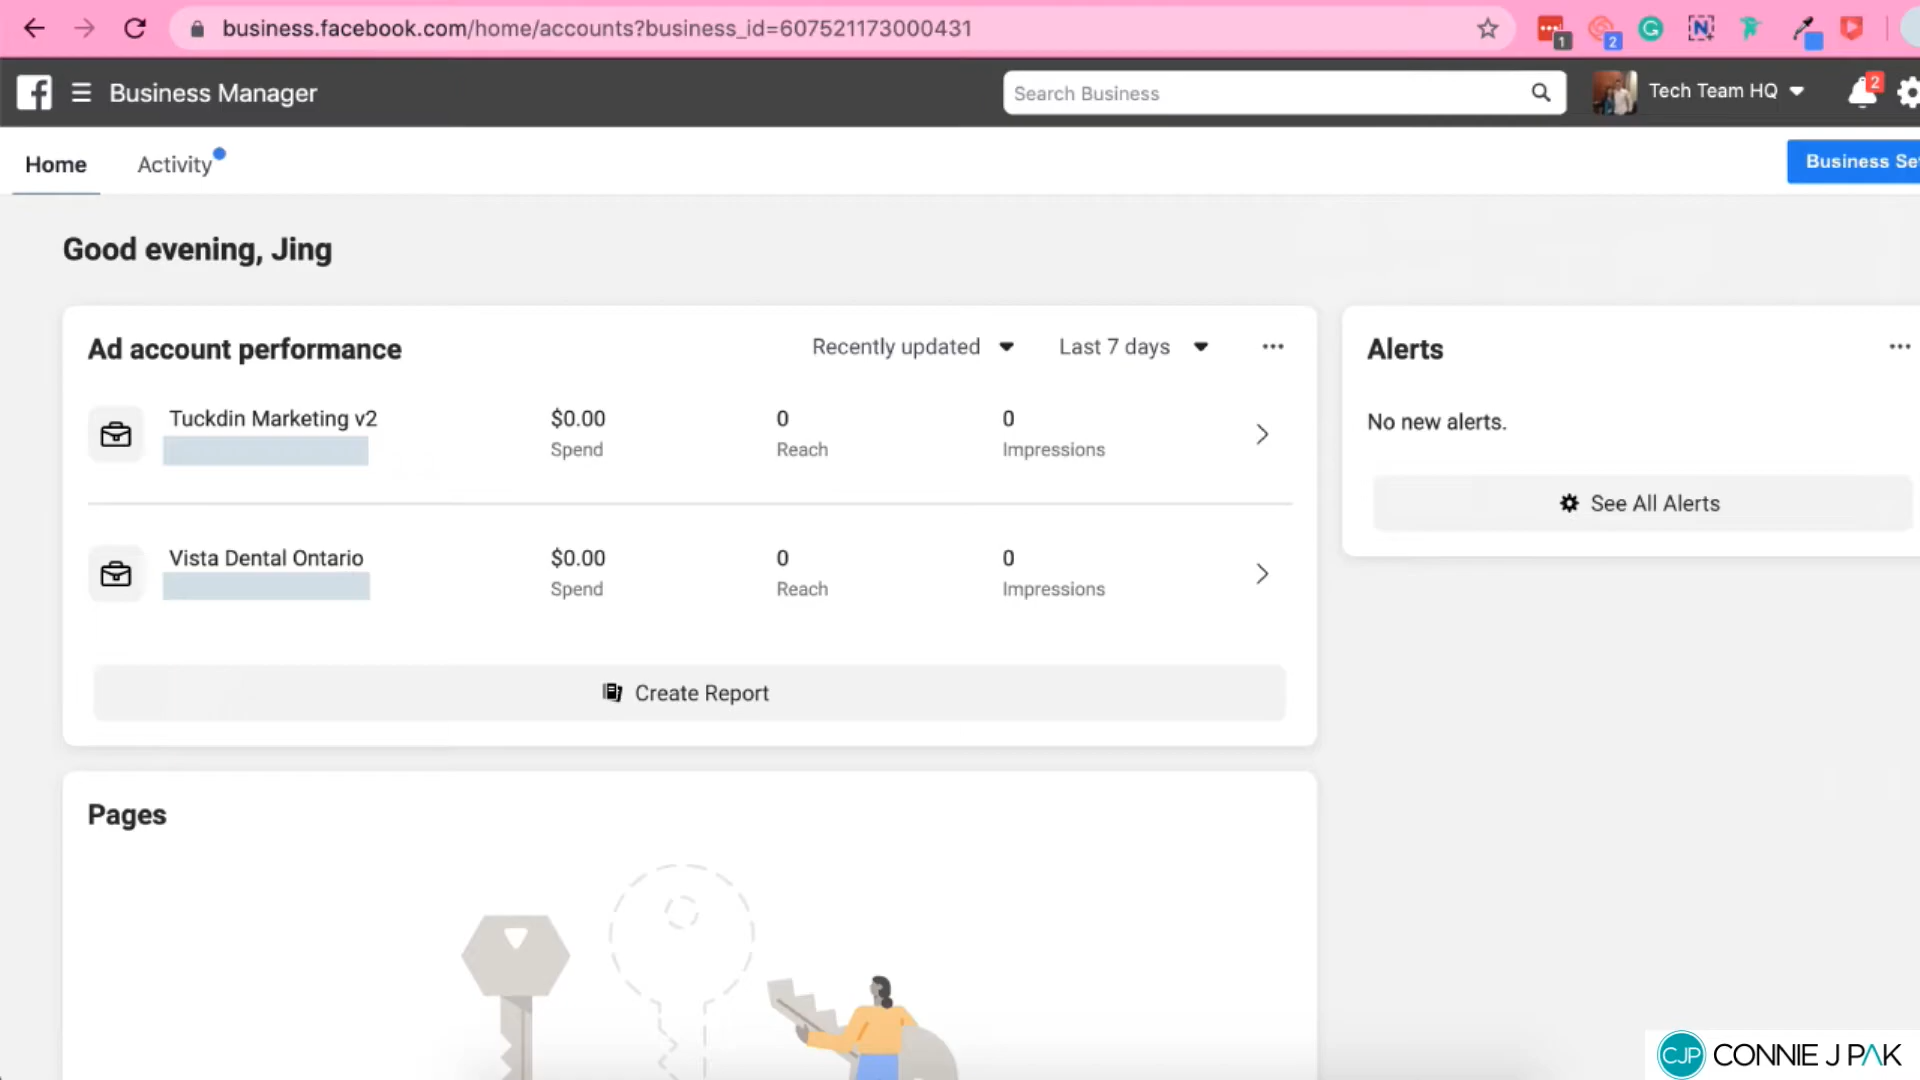 business.facebook.com/home/accounts?business_id=607521173000431
1
2
Business Manager
Search Business
Tech Team HQ
2
Home
Activity
Business Se
Good evening, Jing
Ad account performance
Recently updated
Last 7 days
Alerts
Tuckdin Marketing v2
$0.00
0
0
Spend
Reach
Impressions
No new alerts.
See All Alerts
Vista Dental Ontario
$0.00
0
0
Spend
Reach
Impressions
Create Report
Pages
CJP CONNIE J PAK